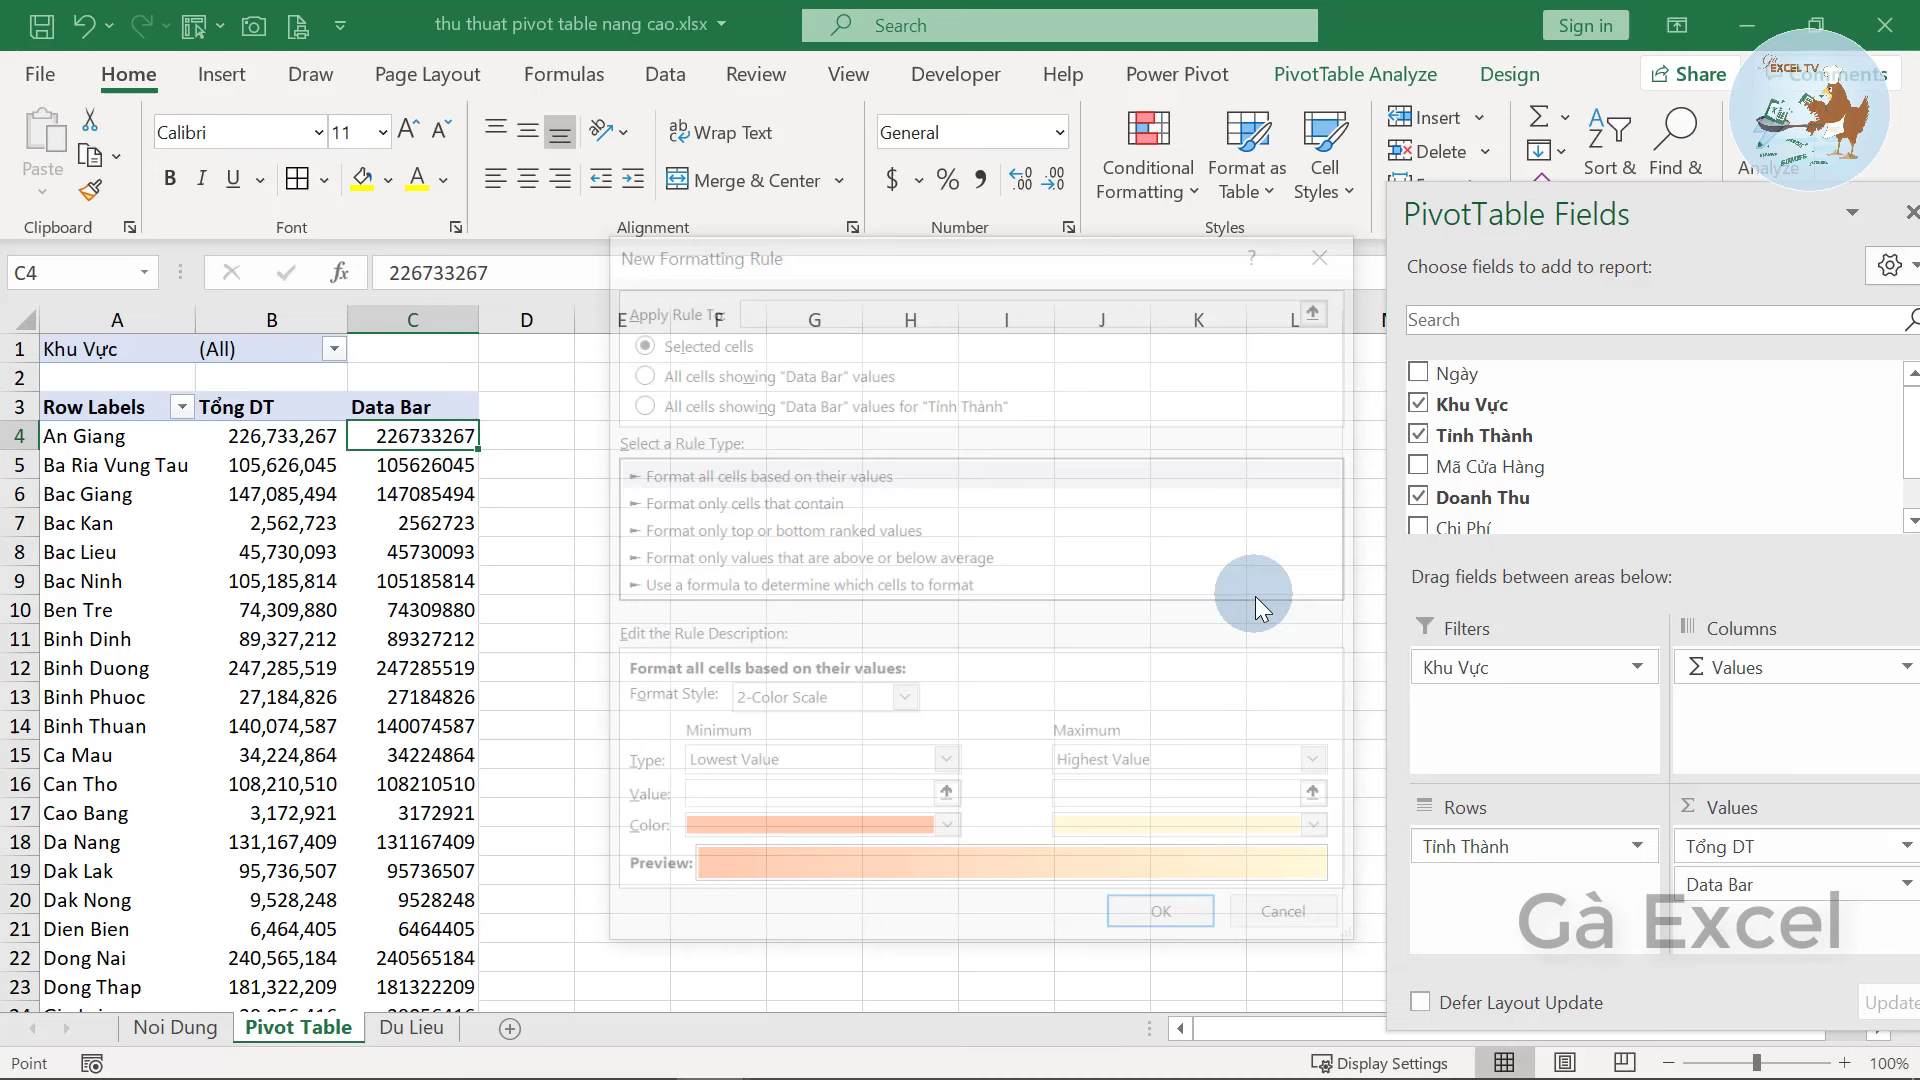 thu thuat pivot table nang cao.xlsx
Search
Sign in
File Home Insert Draw Page Layout Formulas Data Review View Developer Help Power Pivot PivotTable Analyze Design
Share
Comments
EXCEL TV
Paste
Calibri 11
B I U
Wrap Text
Merge & Center
General
Conditional Formatting
Format as Table
Cell Styles
Insert
Delete
Sort &
Find &
Analyze
Clipboard Font Alignment Number Styles
C4 226733267
A B C D E F G H I J K L
1 Khu Vực (All)
2
3 Row Labels Tổng DT Data Bar
4 An Giang 226,733,267 226733267
5 Ba Ria Vung Tau 105,626,045 105626045
6 Bac Giang 147,085,494 147085494
7 Bac Kan 2,562,723 2562723
8 Bac Lieu 45,730,093 45730093
9 Bac Ninh 105,185,814 105185814
10 Ben Tre 74,309,880 74309880
11 Binh Dinh 89,327,212 89327212
12 Binh Duong 247,285,519 247285519
13 Binh Phuoc 27,184,826 27184826
14 Binh Thuan 140,074,587 140074587
15 Ca Mau 34,224,864 34224864
16 Can Tho 108,210,510 108210510
17 Cao Bang 3,172,921 3172921
18 Da Nang 131,167,409 131167409
19 Dak Lak 95,736,507 95736507
20 Dak Nong 9,528,248 9528248
21 Dien Bien 6,464,405 6464405
22 Dong Nai 240,565,184 240565184
23 Dong Thap 181,322,209 181322209
New Formatting Rule
Apply Rule To:
Selected cells
All cells showing "Data Bar" values
All cells showing "Data Bar" values for "Tỉnh Thành"
Select a Rule Type:
► Format all cells based on their values
► Format only cells that contain
► Format only top or bottom ranked values
► Format only values that are above or below average
► Use a formula to determine which cells to format
Edit the Rule Description:
Format all cells based on their values:
Format Style: 2-Color Scale
Minimum Maximum
Type: Lowest Value Highest Value
Value:
Color:
Preview:
OK Cancel
PivotTable Fields
Choose fields to add to report:
Search
Ngày
Khu Vực
Tỉnh Thành
Mã Cửa Hàng
Doanh Thu
Chi Phí
Drag fields between areas below:
Filters
Khu Vực
Columns
Σ Values
Rows
Tỉnh Thành
Σ Values
Tổng DT
Data Bar
Gà Excel
Defer Layout Update
Update
Noi Dung Pivot Table Du Lieu
Point
Display Settings
100%